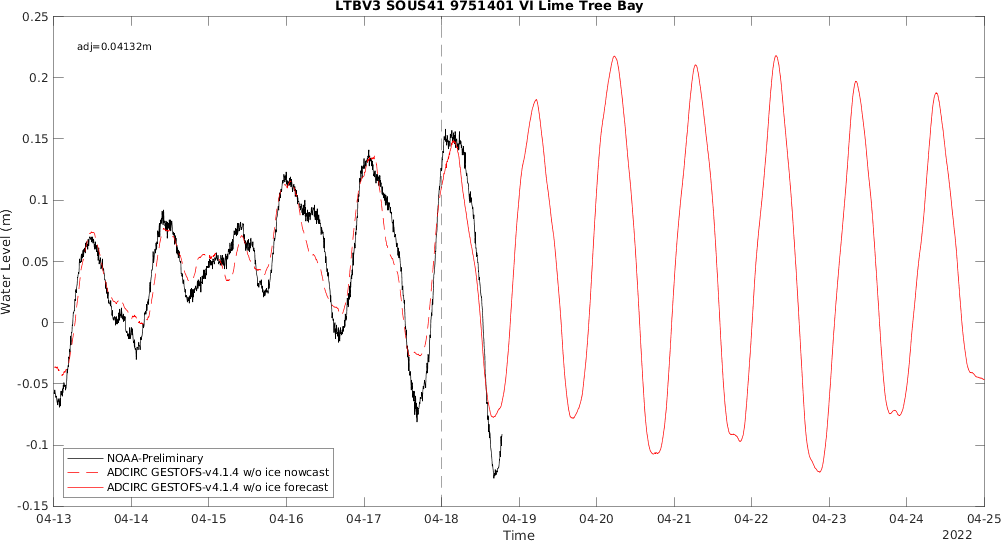 LTBV3 SOUS41 9751401 VI Lime Tree Bay
adj=0.04132m
Water Level (m)
0.25
0.2
0.15
0.1
0.05
0
-0.05
-0.1
-0.15
NOAA-Preliminary
ADCIRC GESTOFS-v4.1.4 w/o ice nowcast
ADCIRC GESTOFS-v4.1.4 w/o ice forecast
04-13 04-14 04-15 04-16 04-17 04-18 04-19 04-20 04-21 04-22 04-23 04-24 04-25
Time
2022